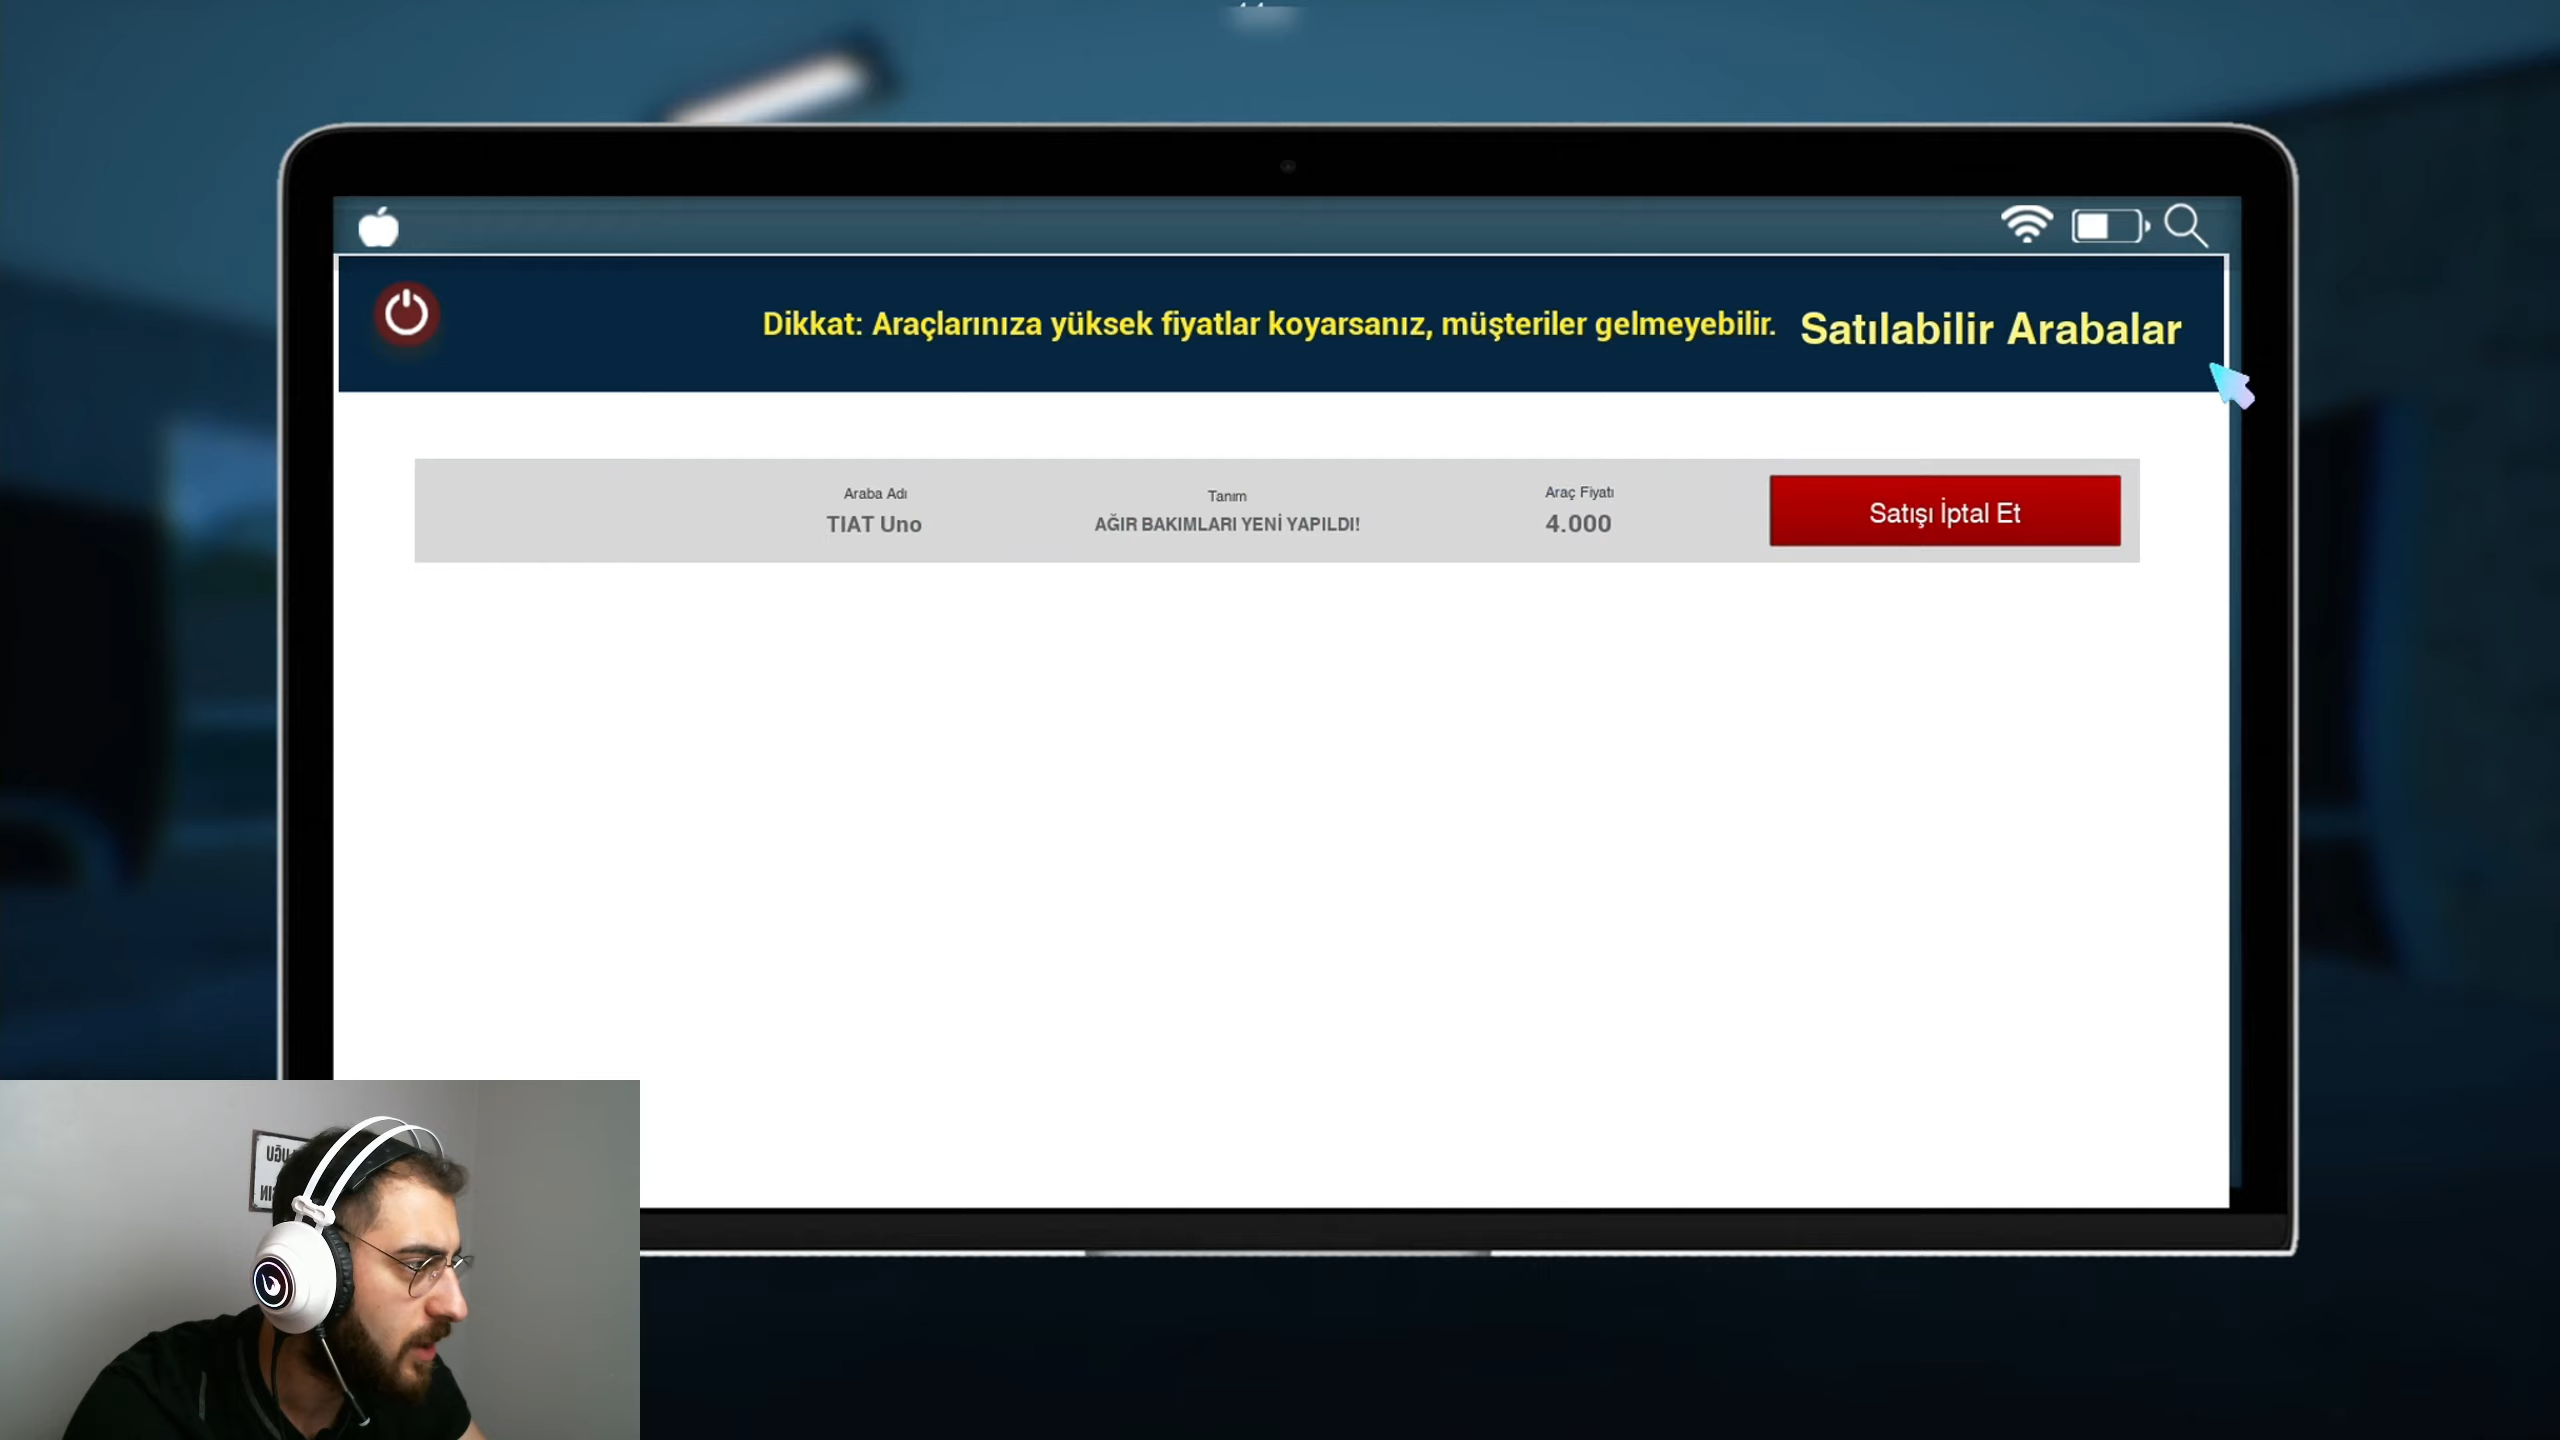 Dikkat: Araçlarınıza yüksek fiyatlar koyarsanız, müşteriler gelmeyebilir.
Satılabilir Arabalar
Araba Adı
TIAT Uno
Tanım
AĞIR BAKIMLARI YENİ YAPILDI!
Araç Fiyatı
4.000
Satışı İptal Et